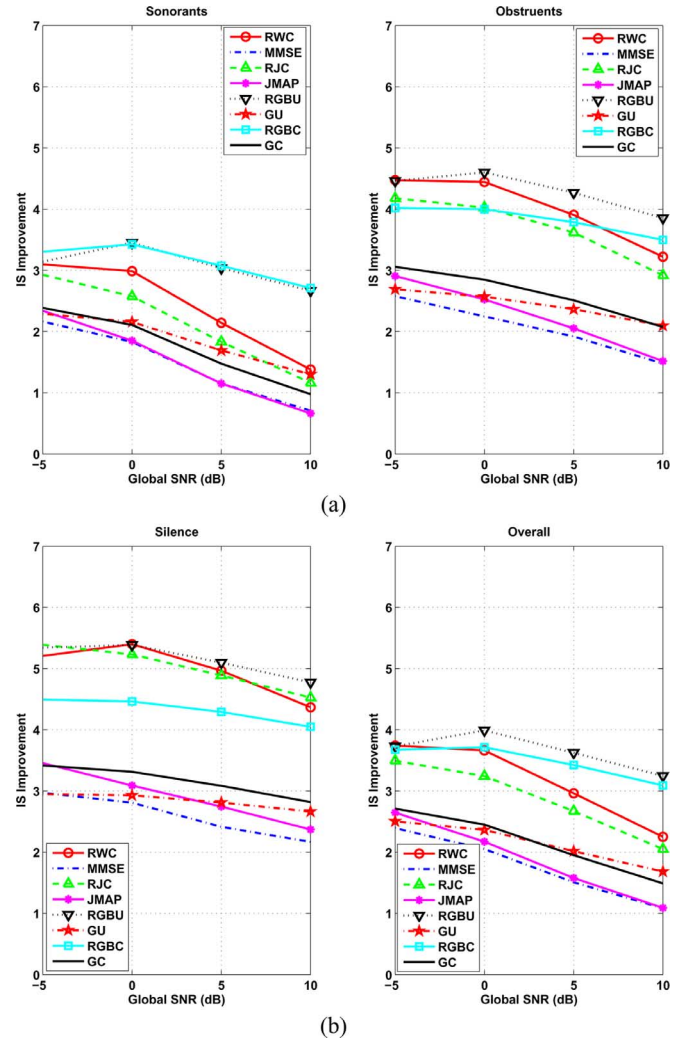 Sonorants
7
6
5
4
3
2
1
0
IS Improvement
−5
0
5
10
Global SNR (dB)
RWC
MMSE
RJC
JMAP
RGBU
GU
RGBC
GC
Obstruents
7
6
5
4
3
2
1
0
IS Improvement
−5
0
5
10
Global SNR (dB)
RWC
MMSE
RJC
JMAP
RGBU
GU
RGBC
GC
(a)
Silence
7
6
5
4
3
2
1
0
IS Improvement
−5
0
5
10
Global SNR (dB)
RWC
MMSE
RJC
JMAP
RGBU
GU
RGBC
GC
Overall
7
6
5
4
3
2
1
0
IS Improvement
−5
0
5
10
Global SNR (dB)
RWC
MMSE
RJC
JMAP
RGBU
GU
RGBC
GC
(b)